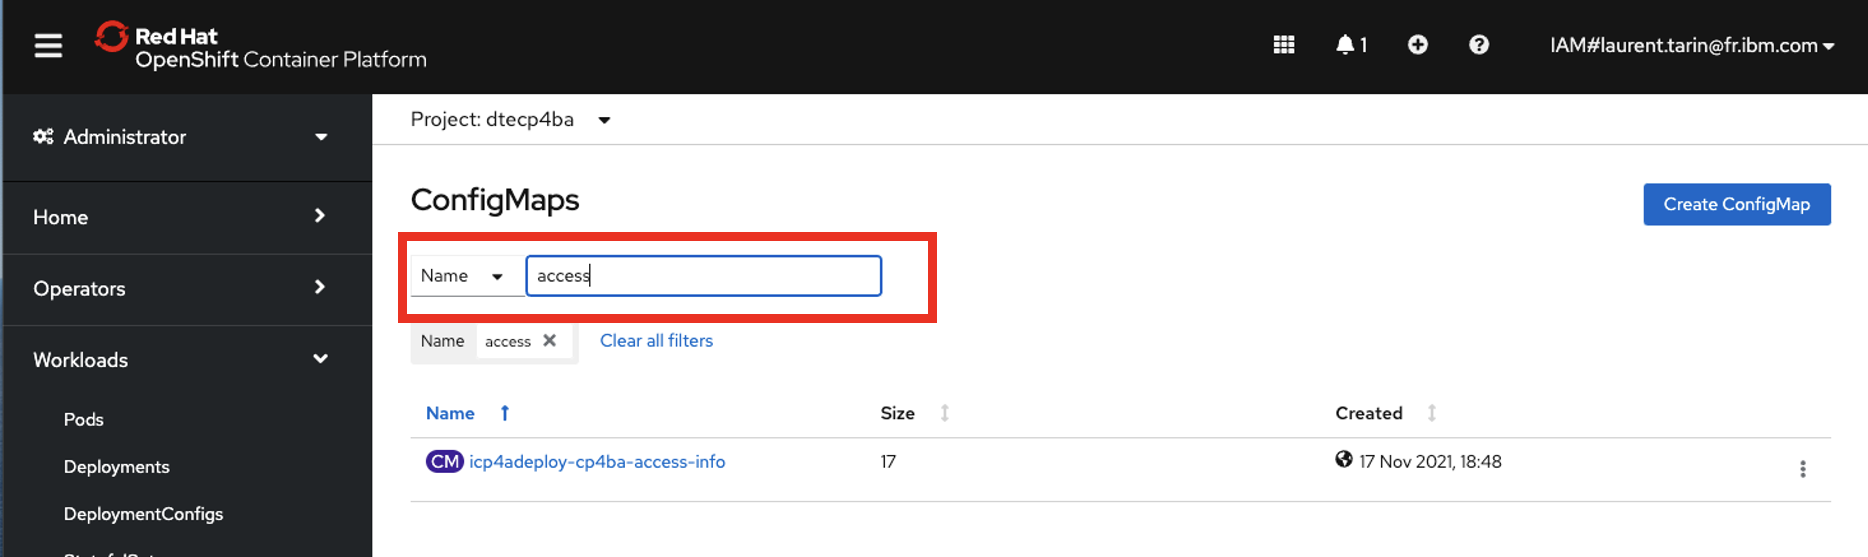 Red Hat
OpenShift Container Platform
1
IAM#laurent.tarin@fr.ibm.com
Administrator
Home
Operators
Workloads
Pods
Deployments
DeploymentConfigs
Project: dtecp4ba
ConfigMaps
Create ConfigMap
Name access
Name access Clear all filters
Name Size Created
CM icp4adeploy-cp4ba-access-info 17 17 Nov 2021, 18:48